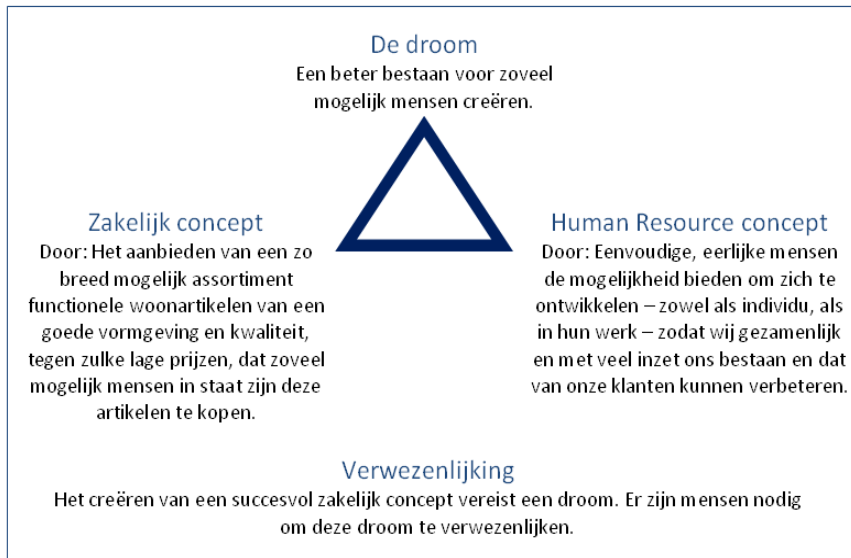 De droom
Een beter bestaan voor zoveel
mogelijk mensen creëren.
Zakelijk concept
Door: Het aanbieden van een zo
breed mogelijk assortiment
functionele woonartikelen van een
goede vormgeving en kwaliteit,
tegen zulke lage prijzen, dat zoveel
mogelijk mensen in staat zijn deze
artikelen te kopen.
Human Resource concept
Door: Eenvoudige, eerlijke mensen
de mogelijkheid bieden om zich te
ontwikkelen – zowel als individu, als
in hun werk – zodat wij gezamenlijk
en met veel inzet ons bestaan en dat
van onze klanten kunnen verbeteren.
Verwezenlijking
Het creëren van een succesvol zakelijk concept vereist een droom. Er zijn mensen nodig
om deze droom te verwezenlijken.